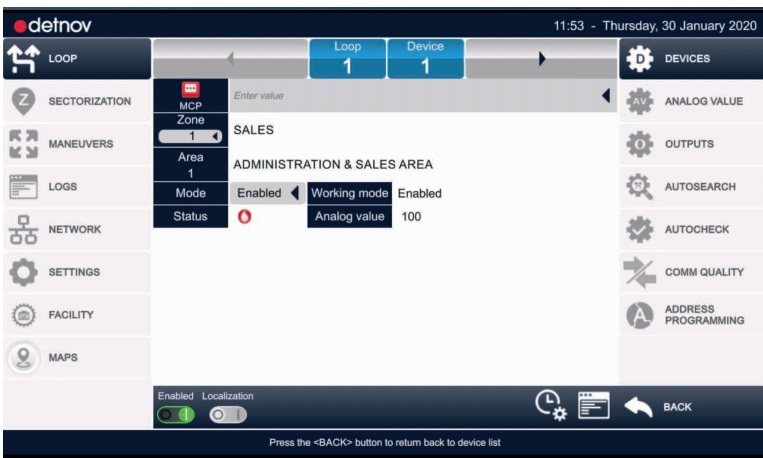 detnov
11:53 - Thursday, 30 January 2020
LOOP
SECTORIZATION
MANEUVERS
LOGS
NETWORK
SETTINGS
FACILITY
MAPS
Loop Device
1 1
MCP Enter value
Zone
1 SALES
Area
1 ADMINISTRATION & SALES AREA
Mode Enabled Working mode Enabled
Status Analog value 100
Enabled Localization
DEVICES
ANALOG VALUE
OUTPUTS
AUTOSEARCH
AUTOCHECK
COMM QUALITY
ADDRESS
PROGRAMMING
BACK
Press the <BACK> button to return back to device list